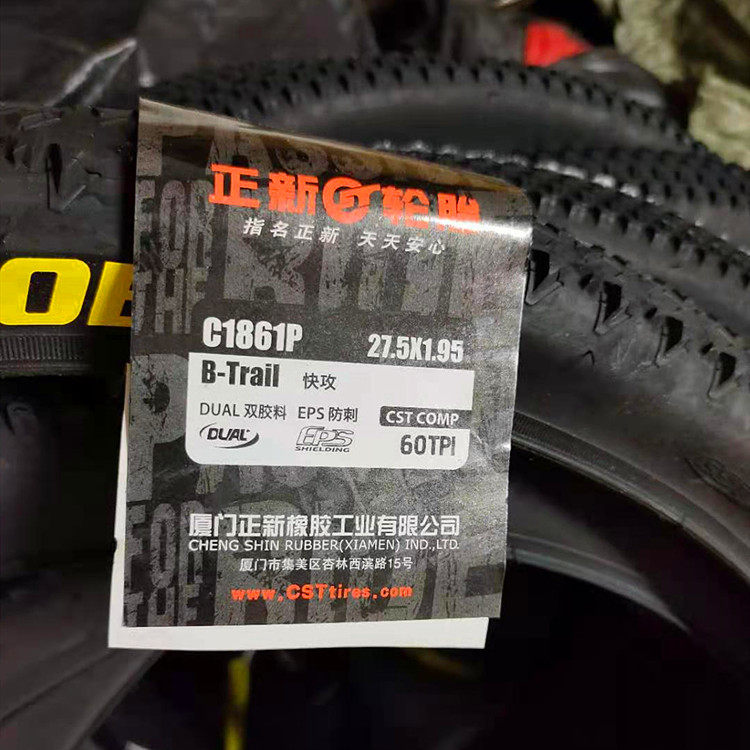 正新轮胎
指名正新 天天安心
C1861P 27.5X1.95
B-Trail 快攻
DUAL 双胶料 EPS 防刺 CST COMP
DUAL EPS SHIELDING 60TPI
厦门正新橡胶工业有限公司
CHENG SHIN RUBBER(XIAMEN) IND.,LTD.
厦门市集美区杏林西滨路15号
www.CSTtires.com
OB